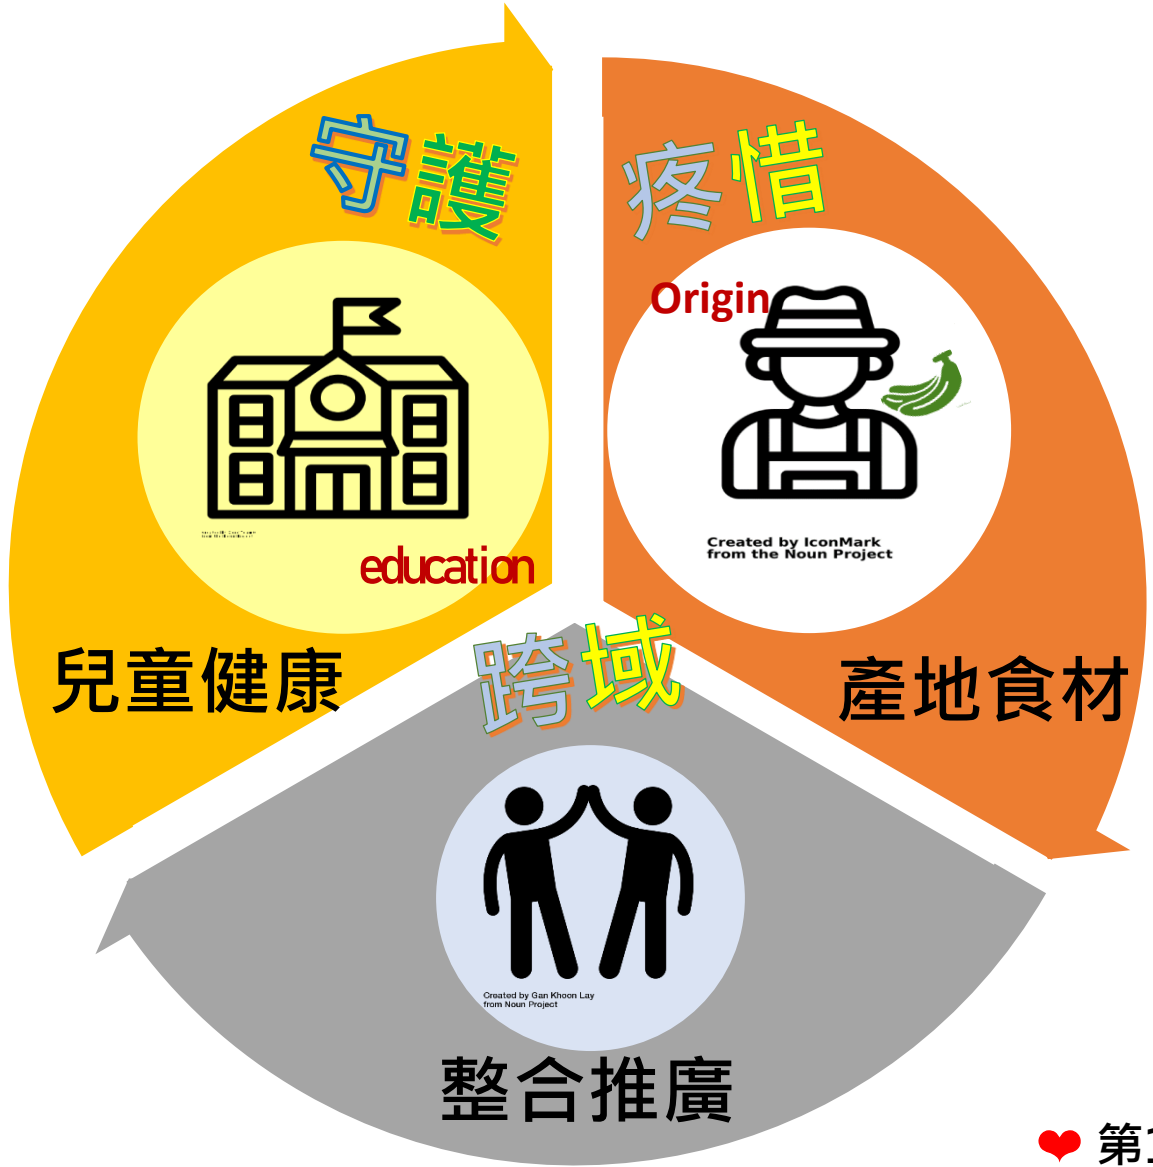 守護
education
兒童健康
疼惜
Origin
Created by IconMark
from the Noun Project
產地食材
跨域
Created by Gan Khoon Lay
from Noun Project
整合推廣
❤ 第1